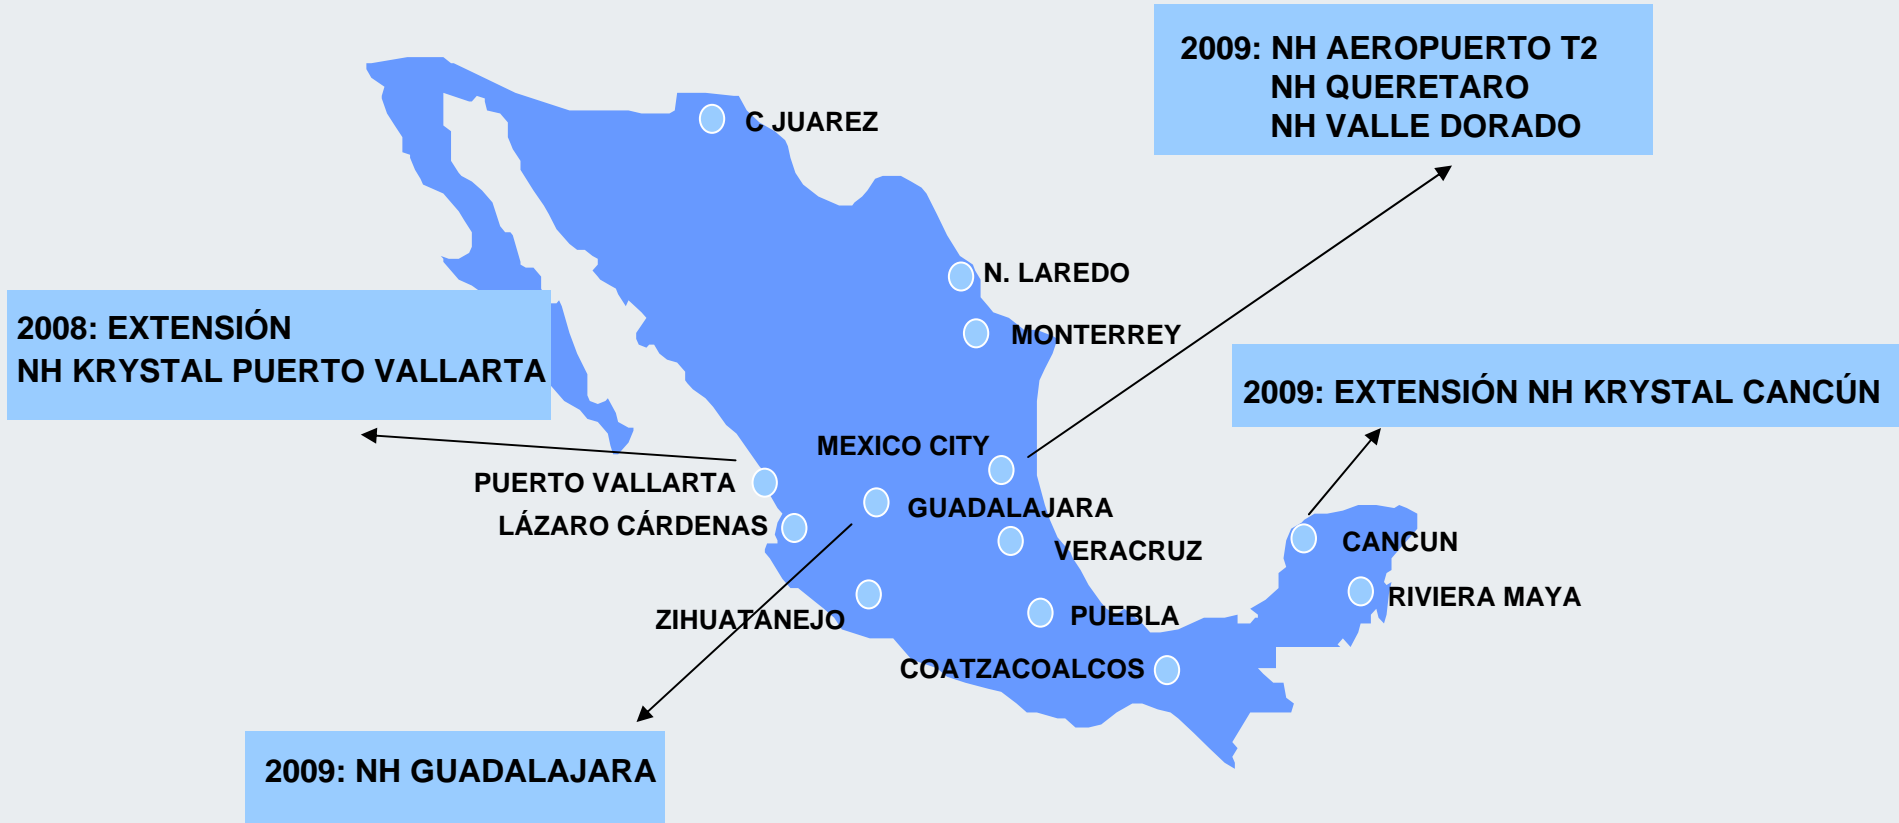 2009: NH AEROPUERTO T2
NH QUERETARO
NH VALLE DORADO
C JUAREZ
N. LAREDO
2008: EXTENSIÓN
NH KRYSTAL PUERTO VALLARTA
MONTERREY
2009: EXTENSIÓN NH KRYSTAL CANCÚN
MEXICO CITY
PUERTO VALLARTA
GUADALAJARA
LÁZARO CÁRDENAS
VERACRUZ
CANCUN
RIVIERA MAYA
ZIHUATANEJO
PUEBLA
COATZACOALCOS
2009: NH GUADALAJARA